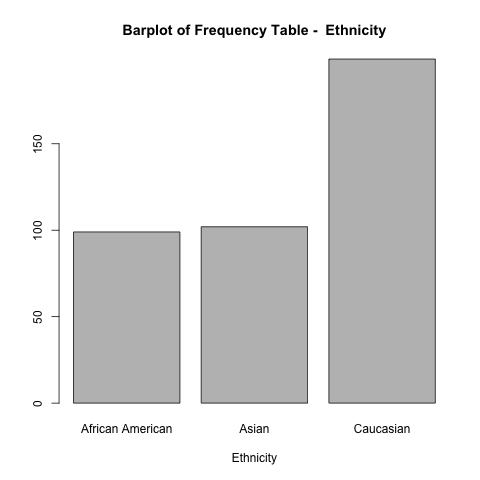 Barplot of Frequency Table -  Ethnicity
150
100
50
0
African American Asian Caucasian
Ethnicity